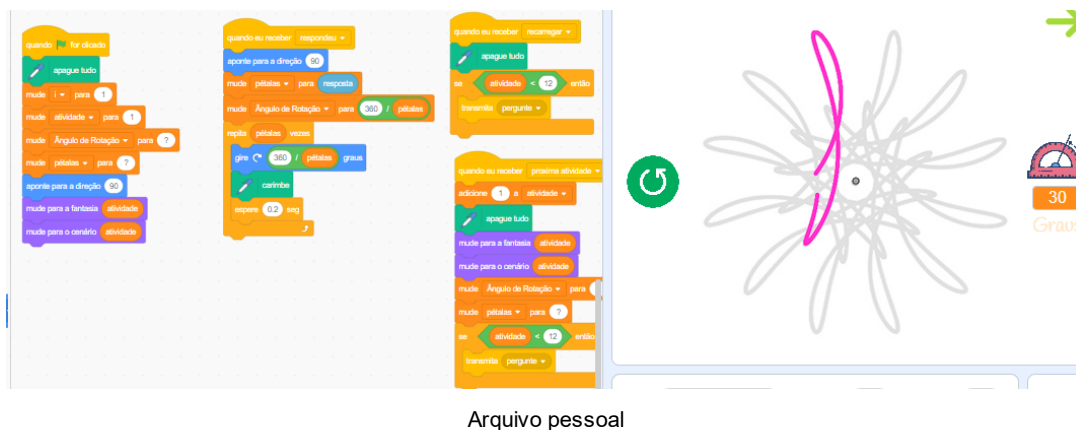 quando for clicado
apague tudo
mude i para 1
mude atividade para 1
mude Ângulo de Rotação para ?
mude pétalas para ?
aponte para a direção 90
mude para a fantasia atividade
mude para o cenário atividade
quando eu receber respondeu
aponte para a direção 90
mude pétalas para resposta
mude Ângulo de Rotação para 360 / pétalas
repita pétalas vezes
gire 360 / pétalas graus
carimbe
espere 0.2 seg
quando eu receber recarregar
apague tudo
se atividade < 12 então
transmita pergunte
quando eu receber proxima atividade
adicione 1 a atividade
apague tudo
mude para a fantasia atividade
mude para o cenário atividade
mude Ângulo de Rotação para
mude pétalas para ?
se atividade < 12 então
transmita pergunte
30
Graus
Arquivo pessoal